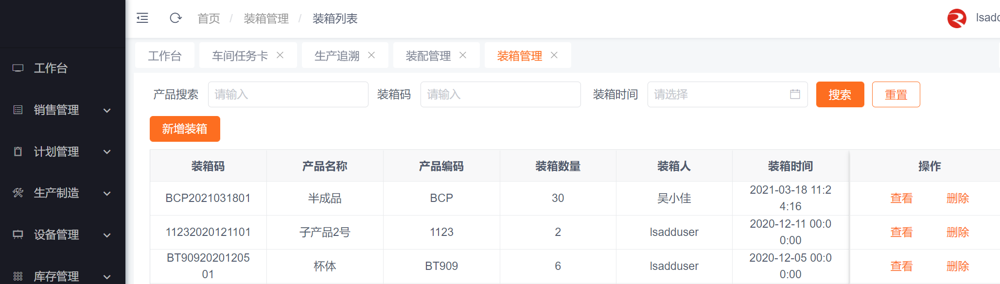 首页 / 装箱管理 / 装箱列表
lsadd
工作台
车间任务卡
生产追溯
装配管理
装箱管理
工作台
销售管理
计划管理
生产制造
设备管理
库存管理
产品搜索 请输入 装箱码 请输入 装箱时间 请选择 搜索 重置
新增装箱
装箱码 产品名称 产品编码 装箱数量 装箱人 装箱时间 操作
BCP2021031801 半成品 BCP 30 吴小佳 2021-03-18 11:2
4:16 查看 删除
11232020121101 子产品2号 1123 2 lsadduser 2020-12-11 00:0
0:00 查看 删除
BT90920201205
01 杯体 BT909 6 lsadduser 2020-12-05 00:0
0:00 查看 删除